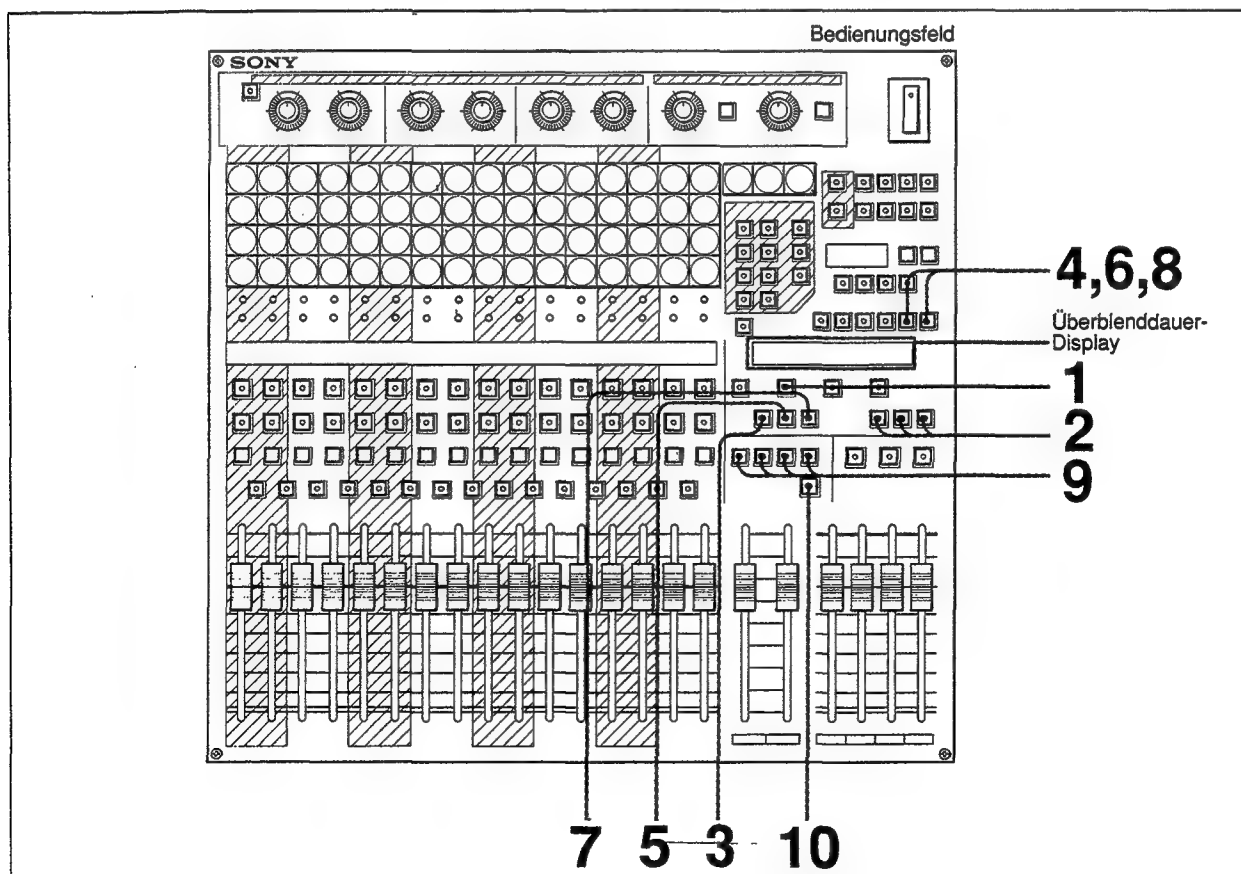 Bedienungsfeld
SONY
4,6,8
Überblenddauer-
Display
1
2
9
7 5 3 10